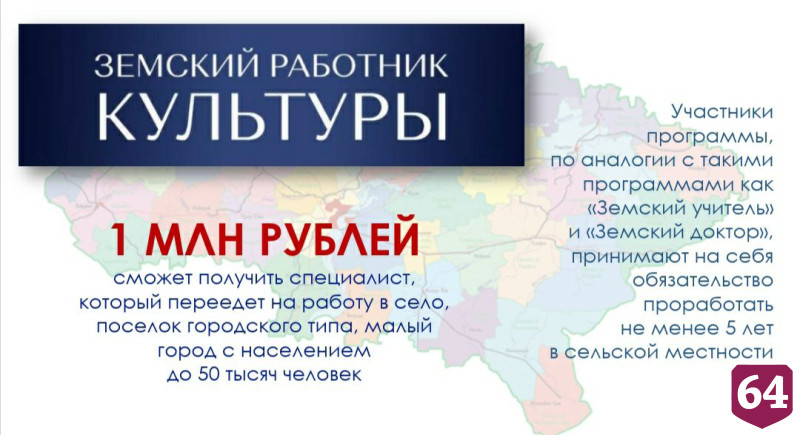 ЗЕМСКИЙ РАБОТНИК
КУЛЬТУРЫ
1 МЛН РУБЛЕЙ
сможет получить специалист,
который переедет на работу в село,
поселок городского типа, малый
город с населением
до 50 тысяч человек
Участники
программы,
по аналогии с такими
программами как
«Земский учитель»
и «Земский доктор»,
принимают на себя
обязательство
проработать
не менее 5 лет
в сельской местности
64